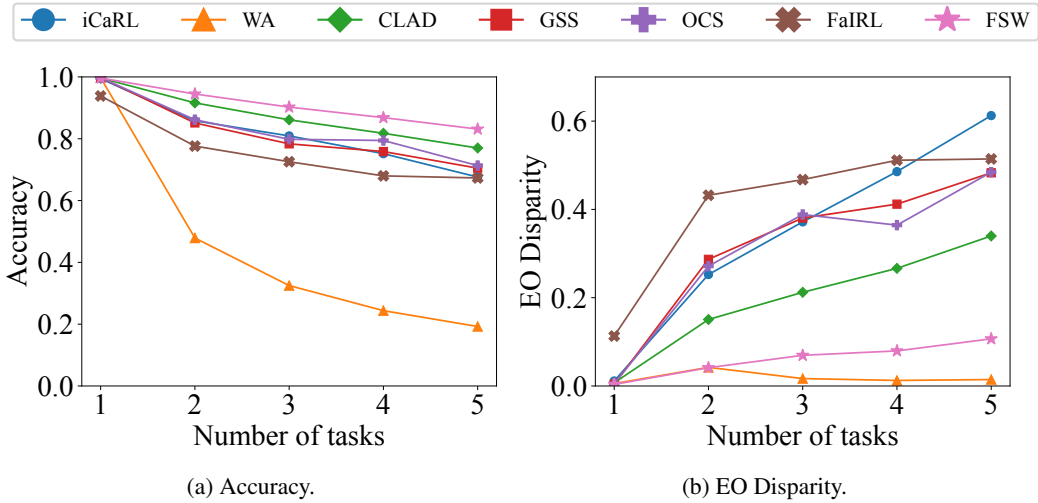 iCaRL WA CLAD GSS OCS FaIRL FSW
1.0
0.8
0.6
0.4
0.2
0.0
Accuracy
1 2 3 4 5
Number of tasks
(a) Accuracy.
0.6
0.4
0.2
0.0
EO Disparity
1 2 3 4 5
Number of tasks
(b) EO Disparity.